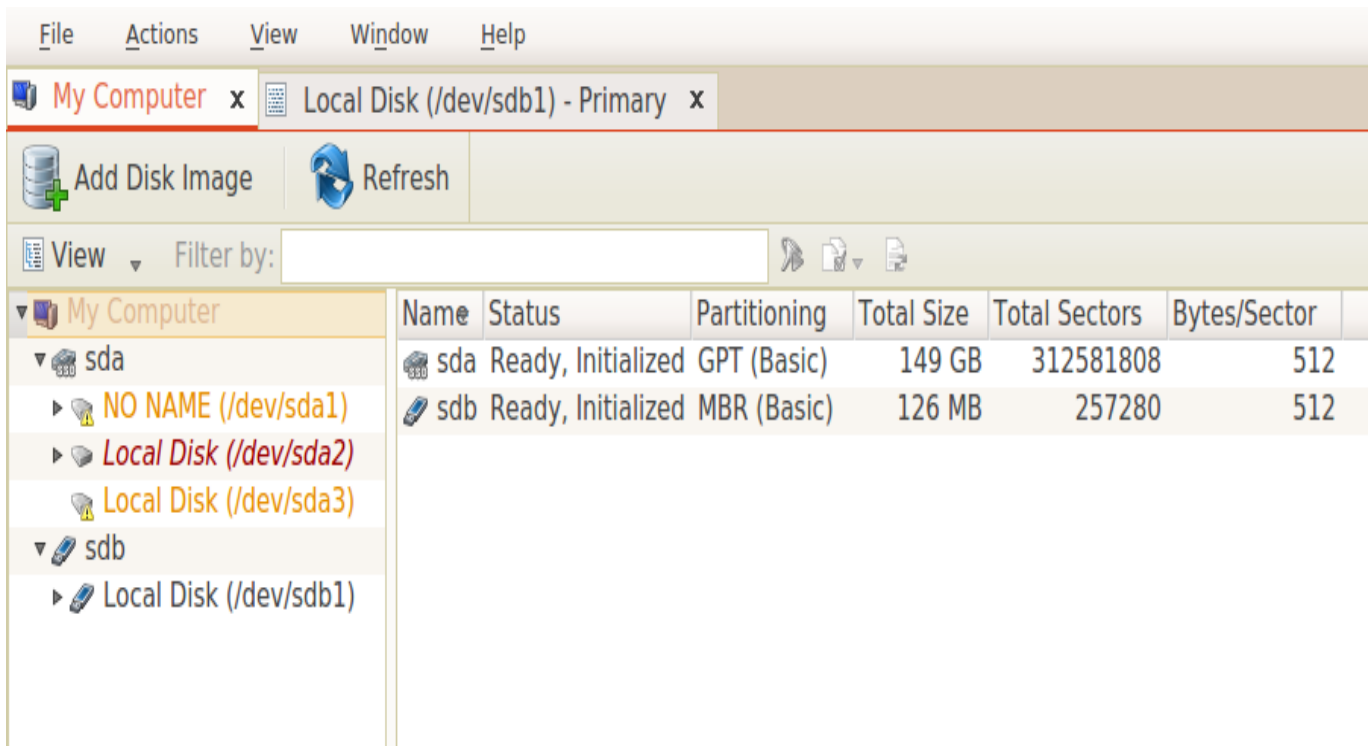 File Actions View Window Help
My Computer x Local Disk (/dev/sdb1) - Primary x
Add Disk Image Refresh
View Filter by:
My Computer
sda
NO NAME (/dev/sda1)
Local Disk (/dev/sda2)
Local Disk (/dev/sda3)
sdb
Local Disk (/dev/sdb1)
Name Status Partitioning Total Size Total Sectors Bytes/Sector
sda Ready, Initialized GPT (Basic) 149 GB 312581808 512
sdb Ready, Initialized MBR (Basic) 126 MB 257280 512